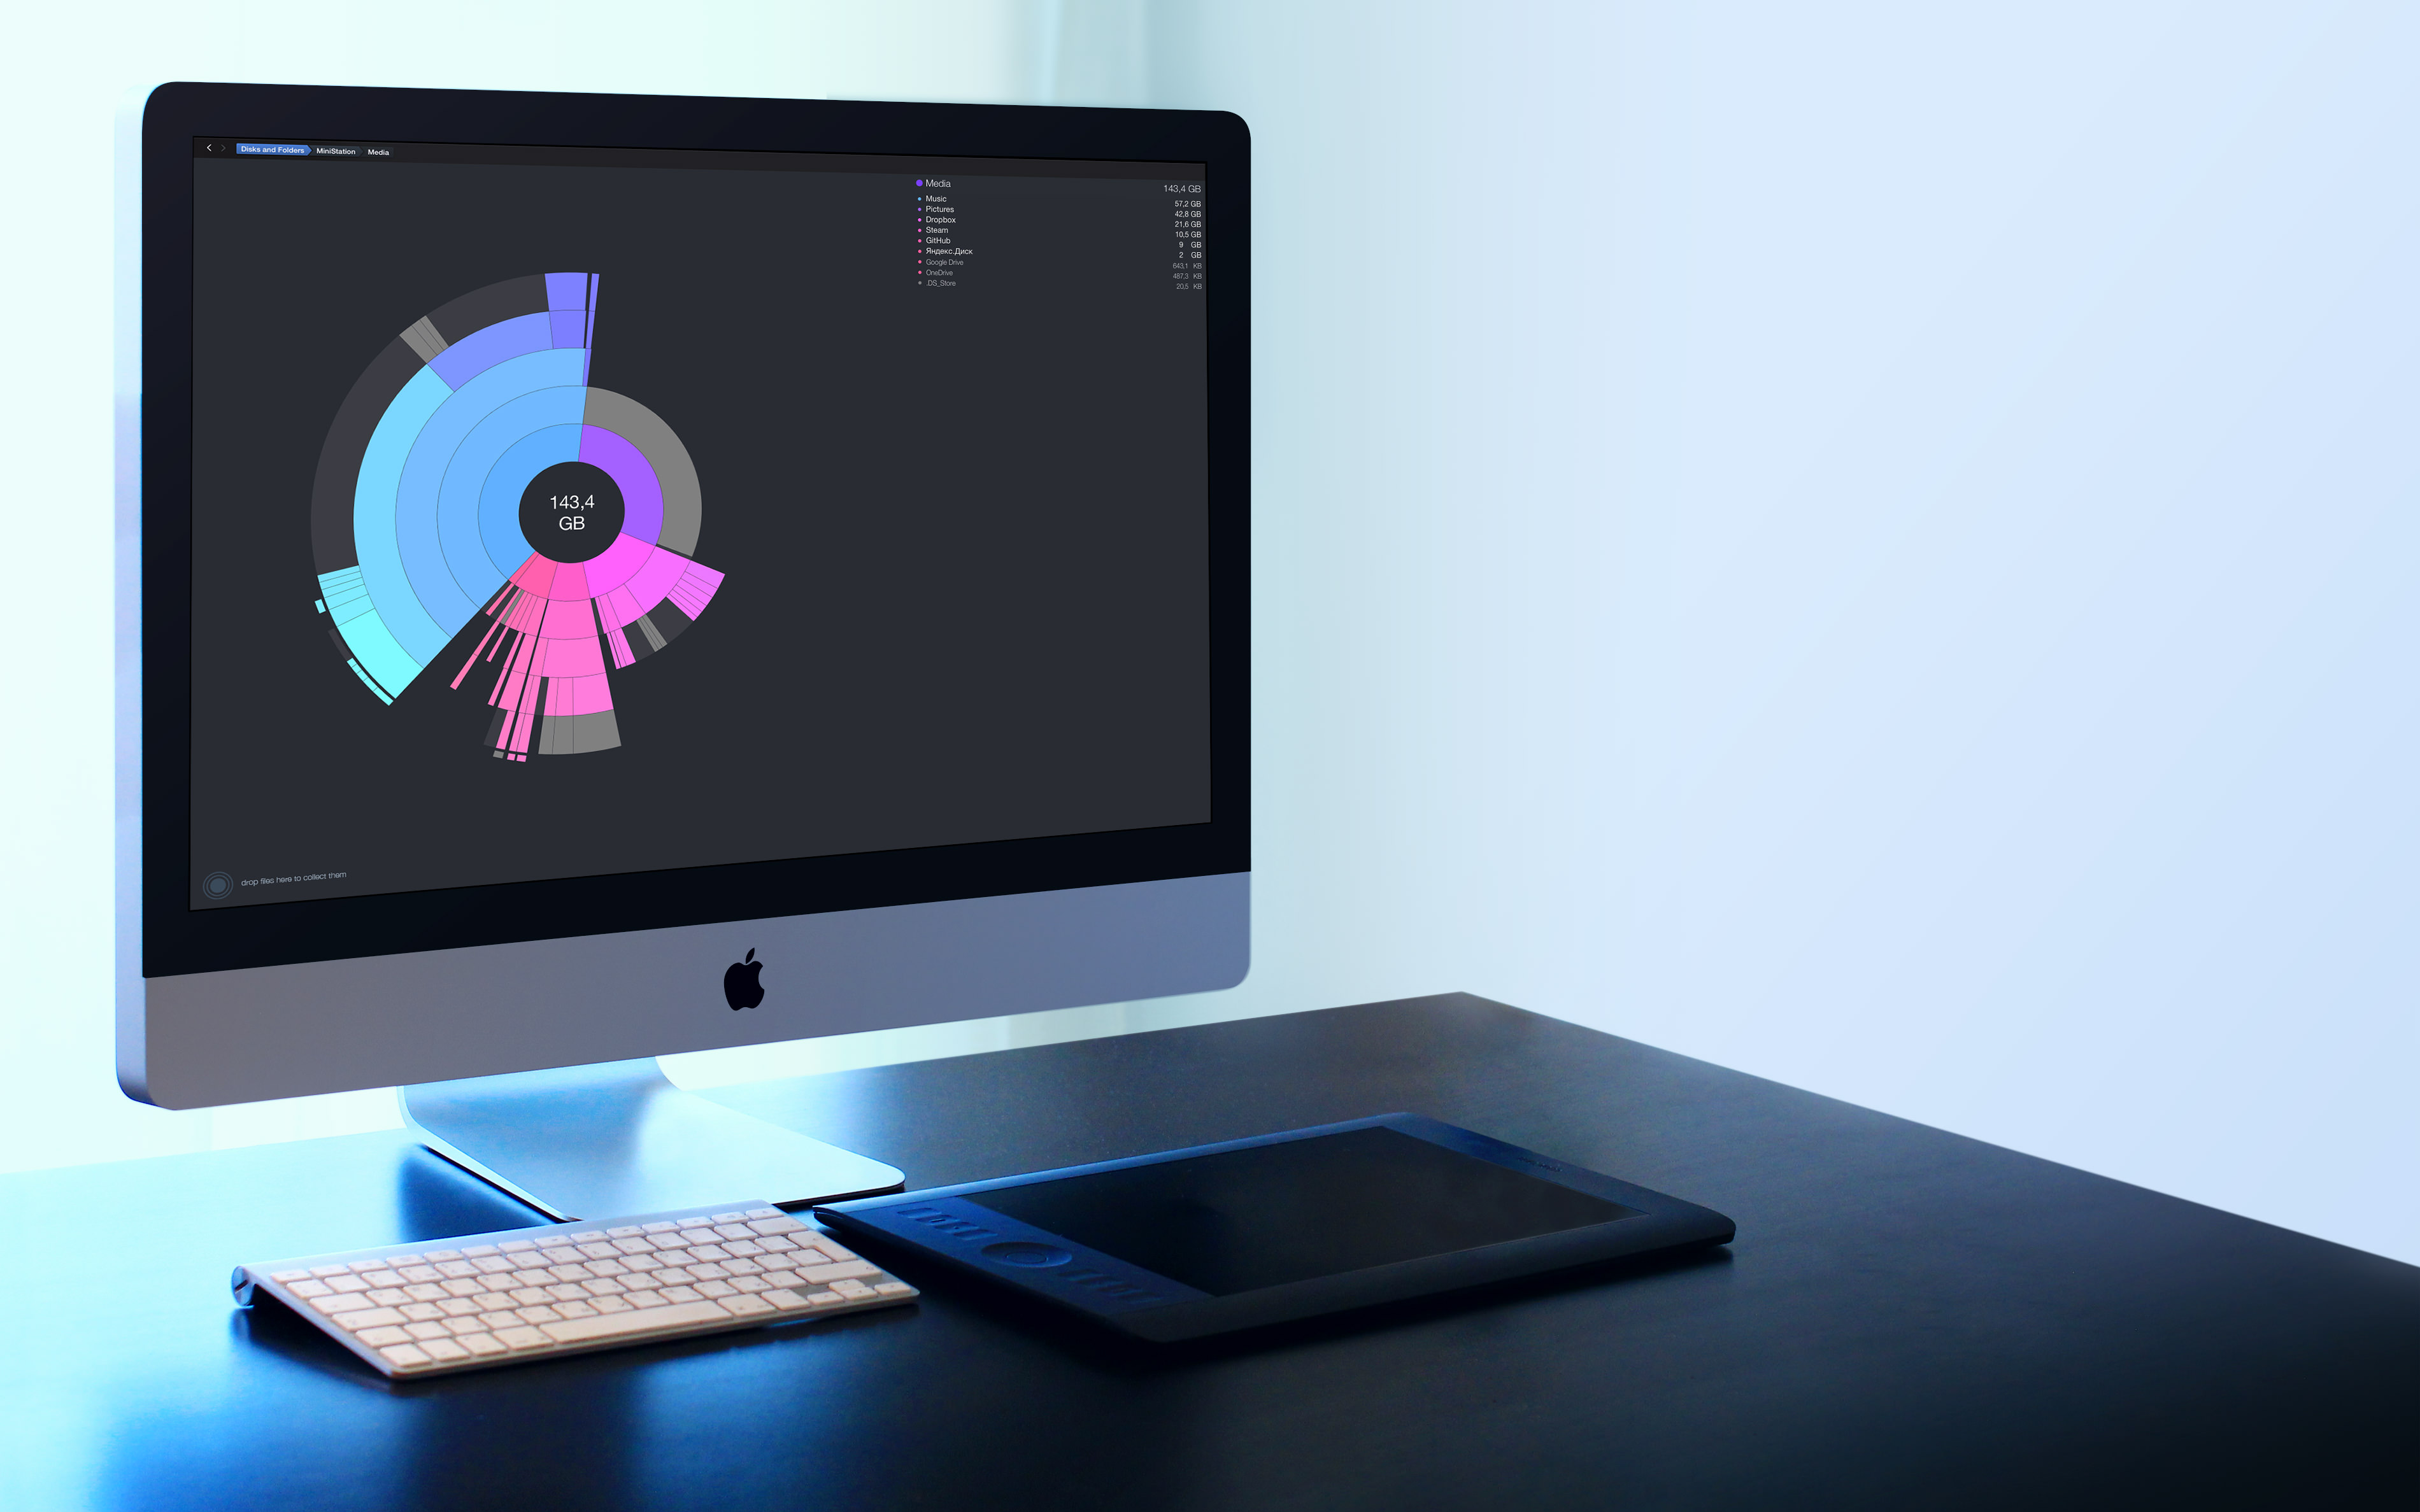 Disks and Folders MiniStation Media
Media 143,4 GB
Music 57,2 GB
Pictures 42,8 GB
Dropbox 21,6 GB
Steam 10,5 GB
GitHub 9 GB
Яндекс.Диск 2 GB
Google Drive 643,1 KB
OneDrive 487,3 KB
.DS_Store 20,5 KB
143,4
GB
drop files here to collect them